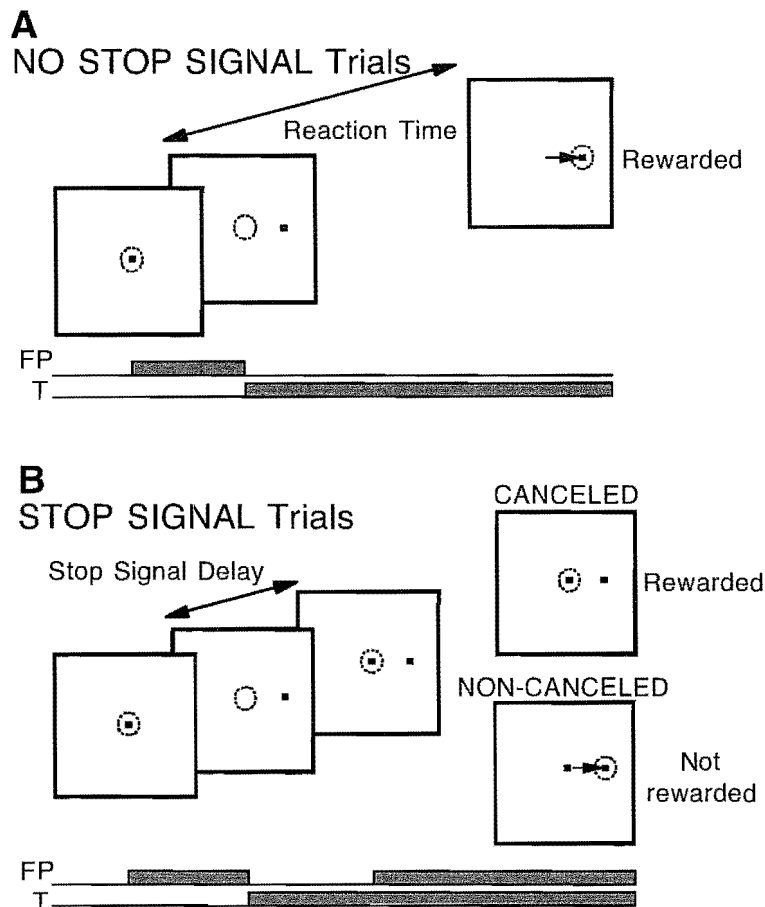 A
NO STOP SIGNAL Trials
Reaction Time
Rewarded
FP
T
B
STOP SIGNAL Trials
Stop Signal Delay
CANCELED
Rewarded
NON-CANCELED
Not
rewarded
FP
T